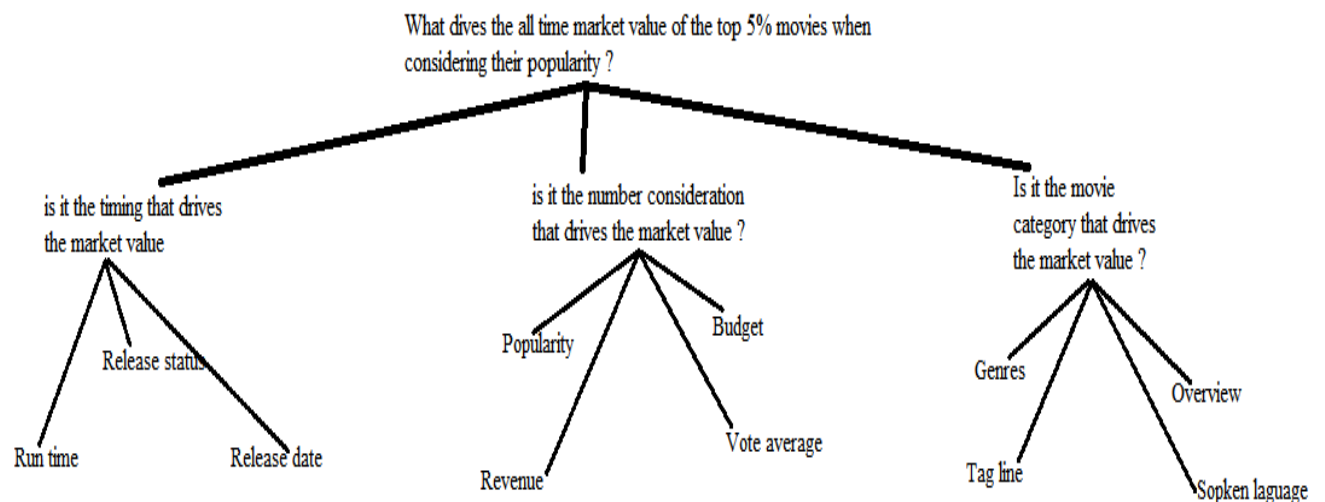 What dives the all time market value of the top 5% movies when
considering their popularity ?
is it the timing that drives
the market value
is it the number consideration
that drives the market value ?
Is it the movie
category that drives
the market value ?
Run time
Release status
Release date
Popularity
Revenue
Budget
Vote average
Genres
Tag line
Overview
Sopken laguage